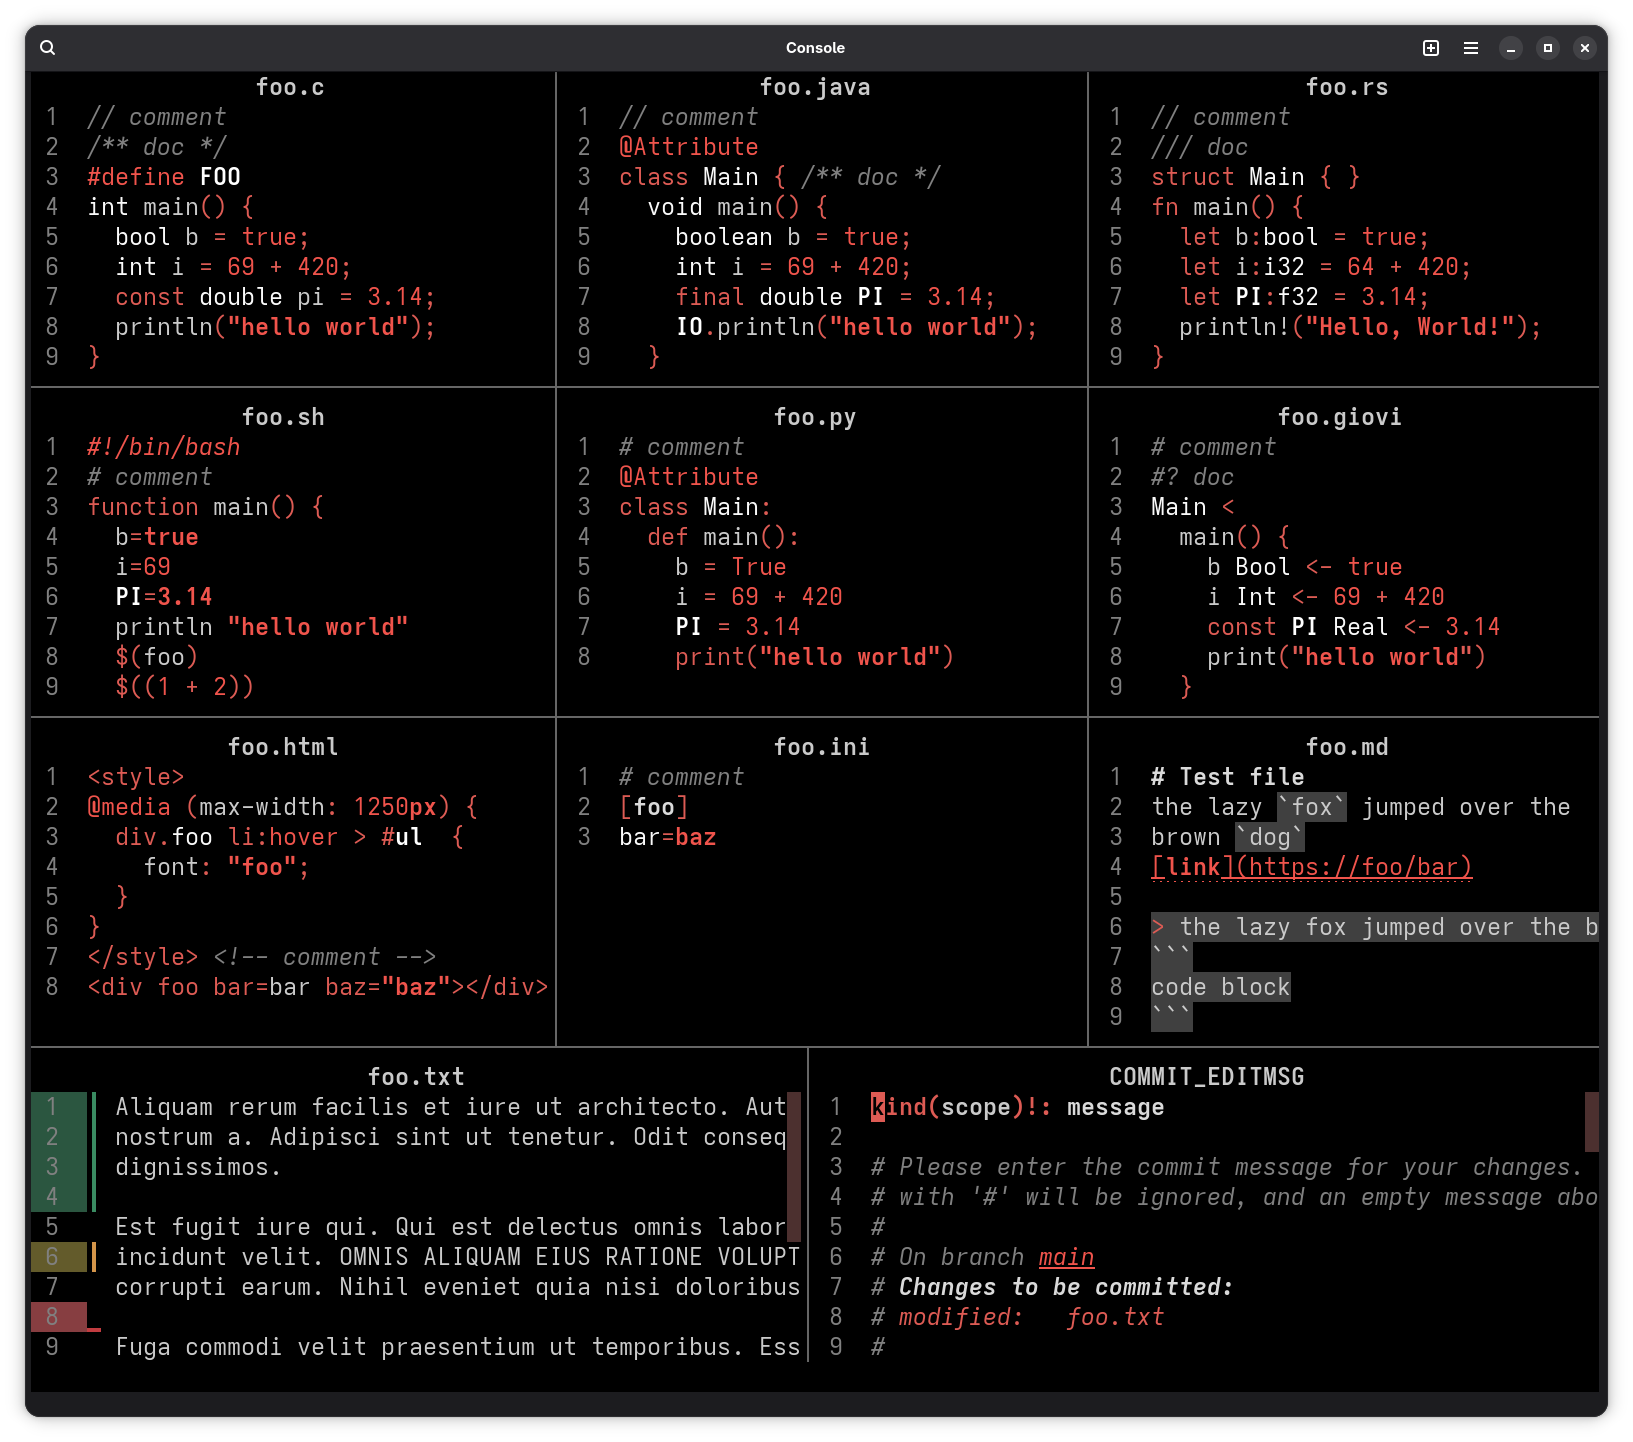 Console
foo.c
1 // comment
2 /** doc */
3 #define FOO
4 int main() {
5   bool b = true;
6   int i = 69 + 420;
7   const double pi = 3.14;
8   println("hello world");
9 }
foo.java
1 // comment
2 @Attribute
3 class Main { /** doc */
4   void main() {
5     boolean b = true;
6     int i = 69 + 420;
7     final double PI = 3.14;
8     IO.println("hello world");
9   }
foo.rs
1 // comment
2 /// doc
3 struct Main { }
4 fn main() {
5   let b:bool = true;
6   let i:i32 = 64 + 420;
7   let PI:f32 = 3.14;
8   println!("Hello, World!");
9 }
foo.sh
1 #!/bin/bash
2 # comment
3 function main() {
4   b=true
5   i=69
6   PI=3.14
7   println "hello world"
8   $(foo)
9   $((1 + 2))
foo.py
1 # comment
2 @Attribute
3 class Main:
4   def main():
5     b = True
6     i = 69 + 420
7     PI = 3.14
8     print("hello world")
foo.giovi
1 # comment
2 #? doc
3 Main <
4   main() {
5     b Bool <- true
6     i Int <- 69 + 420
7     const PI Real <- 3.14
8     print("hello world")
9   }
foo.html
1 <style>
2 @media (max-width: 1250px) {
3   div.foo li:hover > #ul  {
4     font: "foo";
5   }
6 }
7 </style> <!-- comment -->
8 <div foo bar=bar baz="baz"></div>
foo.ini
1 # comment
2 [foo]
3 bar=baz
foo.md
1 # Test file
2 the lazy `fox` jumped over the
3 brown `dog`
4 [link](https://foo/bar)
5
6 > the lazy fox jumped over the b
7 ```
8 code block
9 ```
foo.txt
1 Aliquam rerum facilis et iure ut architecto. Aut
2 nostrum a. Adipisci sint ut tenetur. Odit conseq
3 dignissimos.
4
5 Est fugit iure qui. Qui est delectus omnis labor
6 incidunt velit. OMNIS ALIQUAM EIUS RATIONE VOLUPT
7 corrupti earum. Nihil eveniet quia nisi doloribus
8
9 Fuga commodi velit praesentium ut temporibus. Ess
COMMIT_EDITMSG
1 kind(scope)!: message
2
3 # Please enter the commit message for your changes.
4 # with '#' will be ignored, and an empty message abo
5 #
6 # On branch main
7 # Changes to be committed:
8 # modified:   foo.txt
9 #